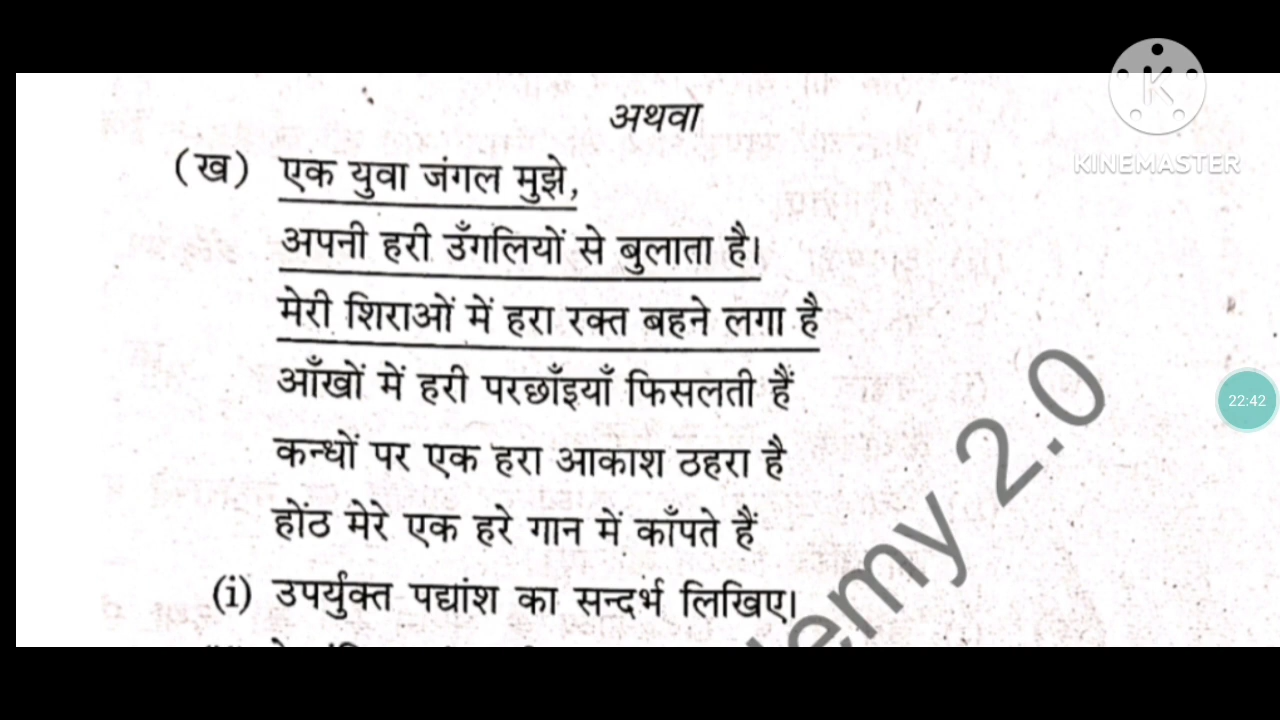 अथवा
KINEMASTER
(ख) एक युवा जंगल मुझे,
अपनी हरी उँगलियों से बुलाता है।
मेरी शिराओं में हरा रक्त बहने लगा है
आँखों में हरी परछाँइयाँ फिसलती हैं
22:42
कन्धों पर एक हरा आकाश ठहरा है
होंठ मेरे एक हरे गान में काँपते हैं
(i) उपर्युक्त पद्यांश का सन्दर्भ लिखिए।
demy 2.0